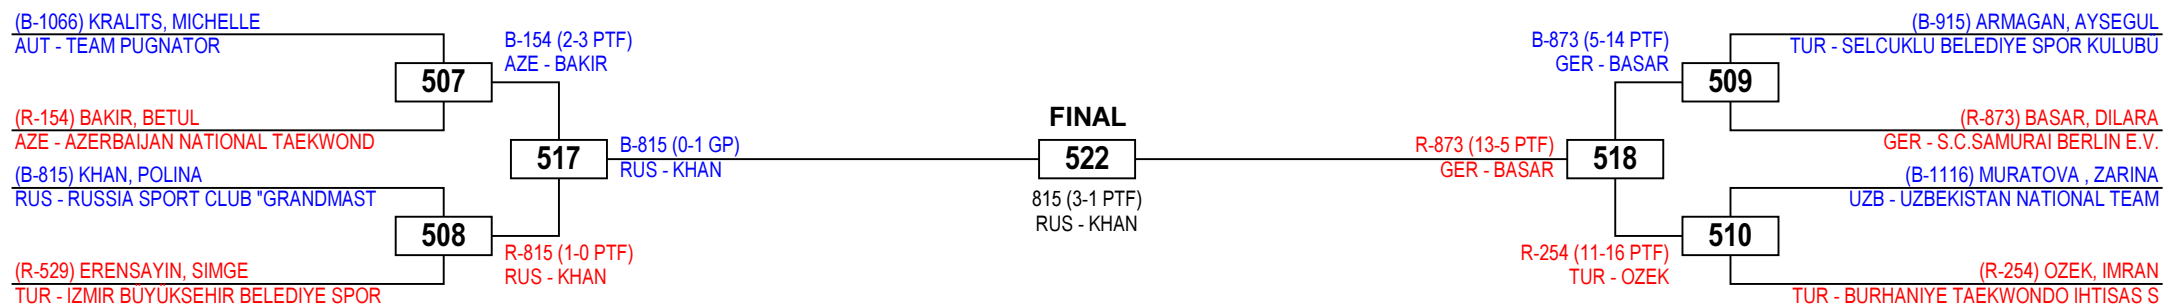 (B-1066) KRALITS, MICHELLE
AUT - TEAM PUGNATOR
507
(R-154) BAKIR, BETUL
AZE - AZERBAIJAN NATIONAL TAEKWOND
(B-815) KHAN, POLINA
RUS - RUSSIA SPORT CLUB "GRANDMAST
508
(R-529) ERENSAYIN, SIMGE
TUR - IZMIR BÜYÜKSEHIR BELEDIYE SPOR
B-154 (2-3 PTF)
AZE - BAKIR
517
R-815 (1-0 PTF)
RUS - KHAN
B-815 (0-1 GP)
RUS - KHAN
FINAL
522
815 (3-1 PTF)
RUS - KHAN
R-873 (13-5 PTF)
GER - BASAR
B-873 (5-14 PTF)
GER - BASAR
518
R-254 (11-16 PTF)
TUR - OZEK
(B-915) ARMAGAN, AYSEGUL
TUR - SELCUKLU BELEDIYE SPOR KULUBÜ
509
(R-873) BASAR, DILARA
GER - S.C.SAMURAI BERLIN E.V.
(B-1116) MURATOVA , ZARINA
UZB - UZBEKISTAN NATIONAL TEAM
510
(R-254) OZEK, IMRAN
TUR - BURHANIYE TAEKWONDO IHTISAS S